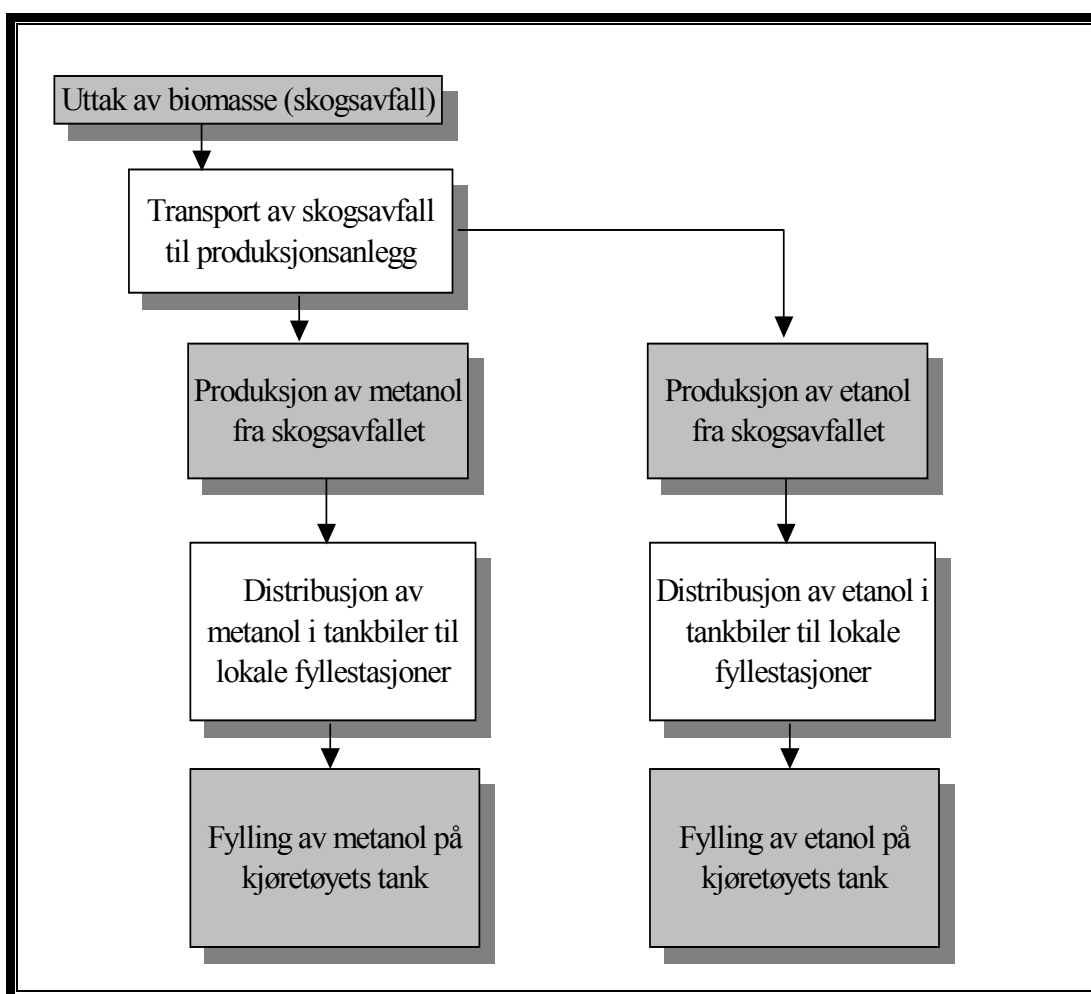 Uttak av biomasse (skogsavfall)
Transport av skogsavfall
til produksjonsanlegg
Produksjon av metanol
fra skogsavfallet
Produksjon av etanol
fra skogsavfallet
Distribusjon av
metanol i tankbiler til
lokale fyllestasjoner
Distribusjon av etanol i
tankbiler til lokale
fyllestasjoner
Fylling av metanol på
kjøretøyets tank
Fylling av etanol på
kjøretøyets tank